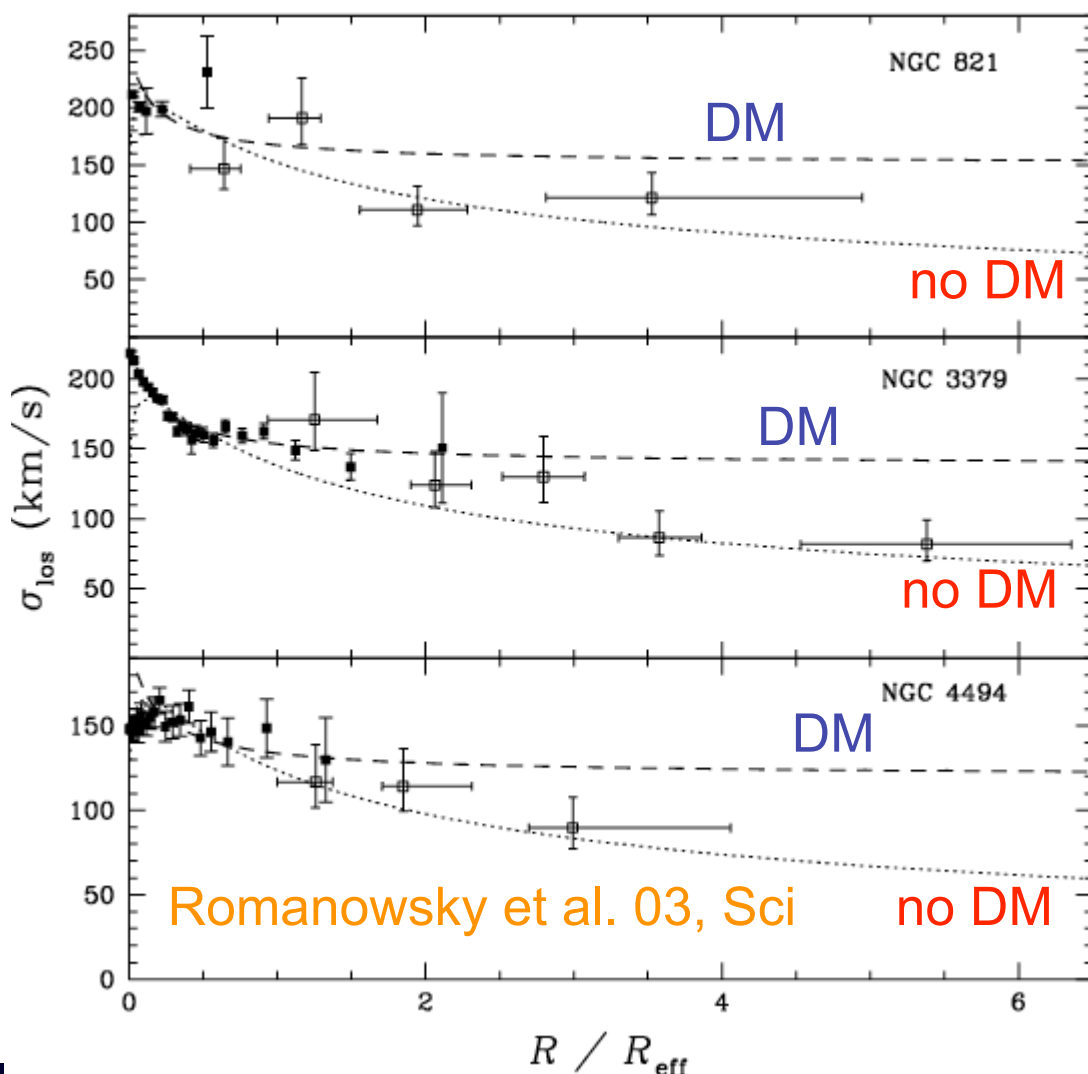 250
200
150
100
50
NGC 821
DM
no DM
200
150
100
50
NGC 3379
DM
no DM
σlos (km/s)
150
100
50
0
NGC 4494
DM
no DM
Romanowsky et al. 03, Sci
0 2 4 6
R / Reff